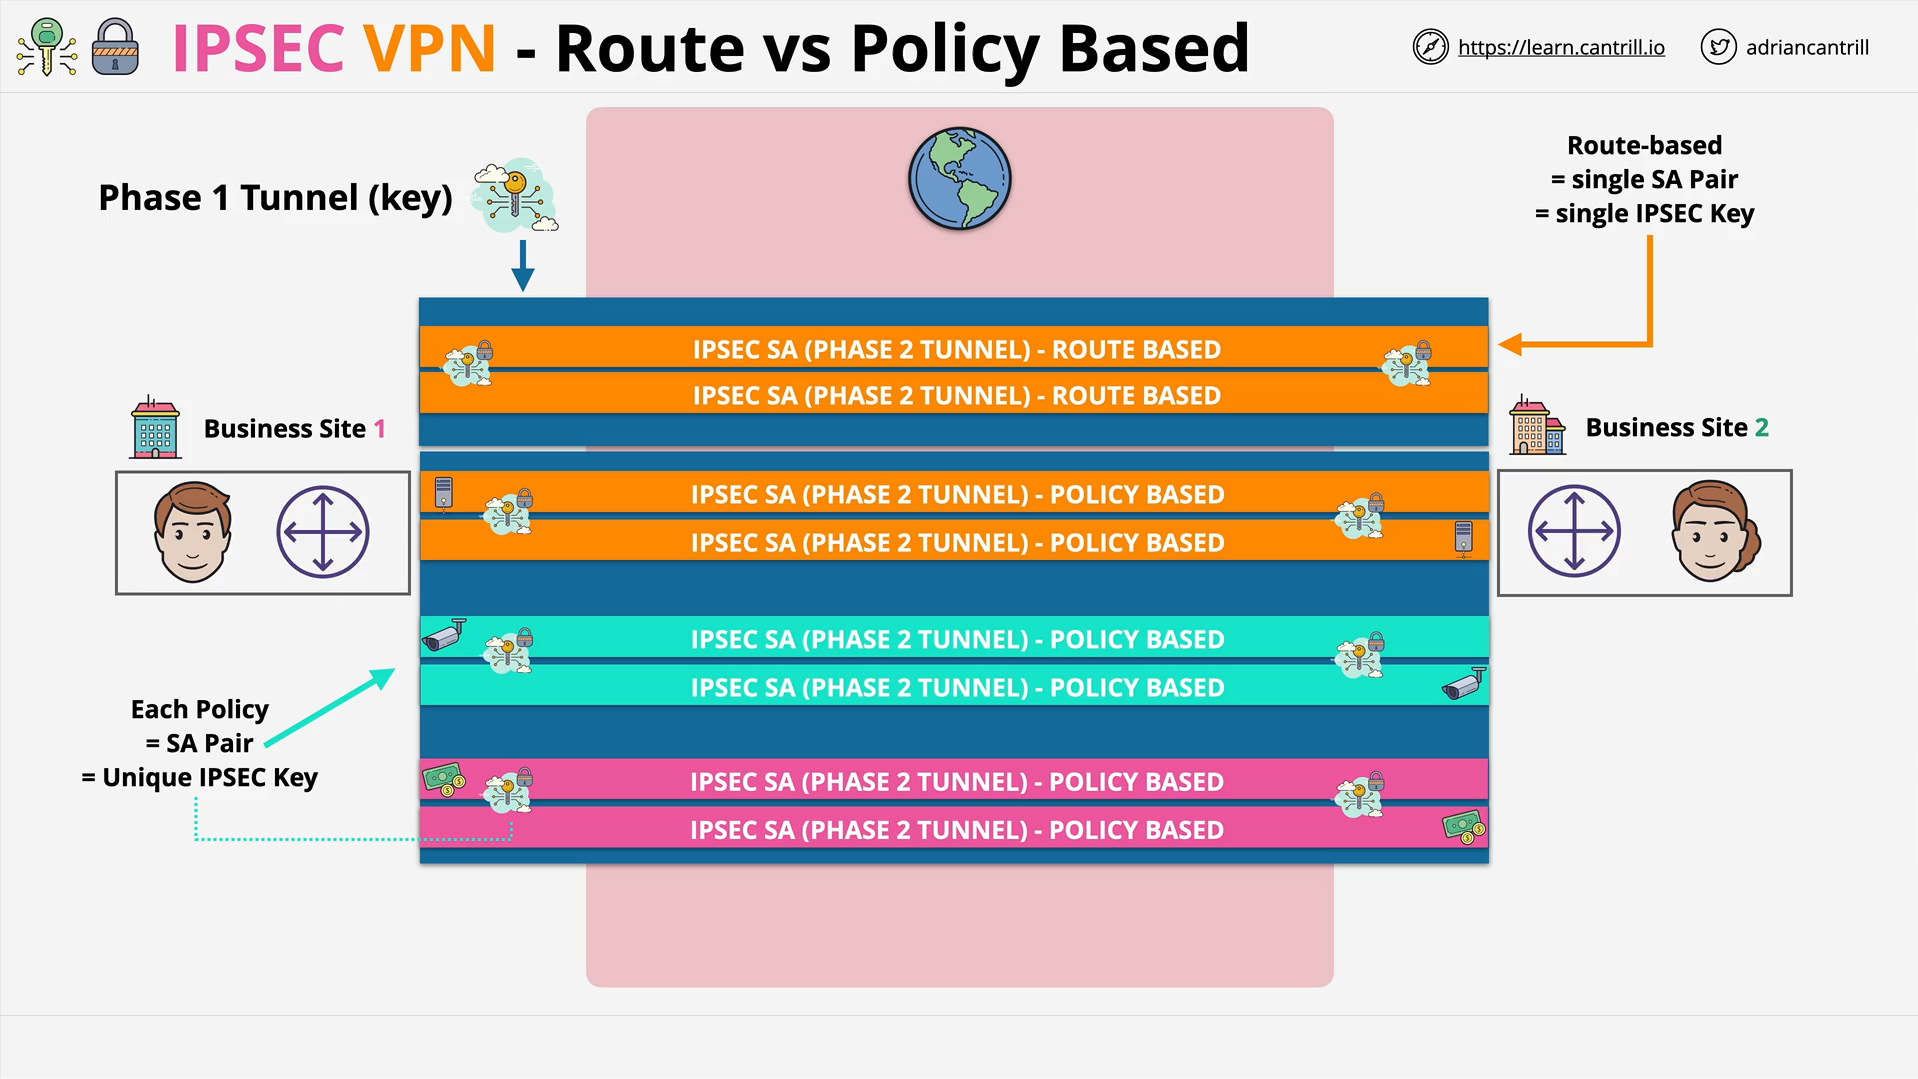 IPSEC VPN - Route vs Policy Based
https://learn.cantrill.io
adriancantrill
Phase 1 Tunnel (key)
Route-based
= single SA Pair
= single IPSEC Key
IPSEC SA (PHASE 2 TUNNEL) - ROUTE BASED
IPSEC SA (PHASE 2 TUNNEL) - ROUTE BASED
Business Site 1
Business Site 2
IPSEC SA (PHASE 2 TUNNEL) - POLICY BASED
IPSEC SA (PHASE 2 TUNNEL) - POLICY BASED
IPSEC SA (PHASE 2 TUNNEL) - POLICY BASED
IPSEC SA (PHASE 2 TUNNEL) - POLICY BASED
Each Policy
= SA Pair
= Unique IPSEC Key
IPSEC SA (PHASE 2 TUNNEL) - POLICY BASED
IPSEC SA (PHASE 2 TUNNEL) - POLICY BASED